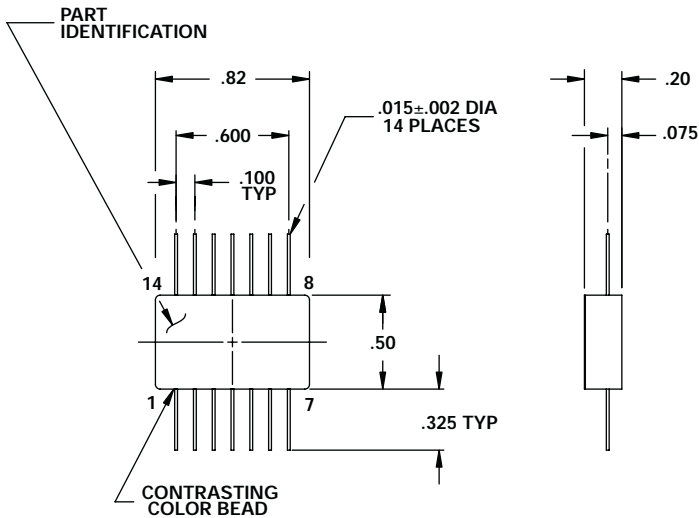 PART
IDENTIFICATION
.82
.20
.015±.002 DIA
14 PLACES
.600
.075
.100
TYP
14
8
.50
1
7
.325 TYP
CONTRASTING
COLOR BEAD